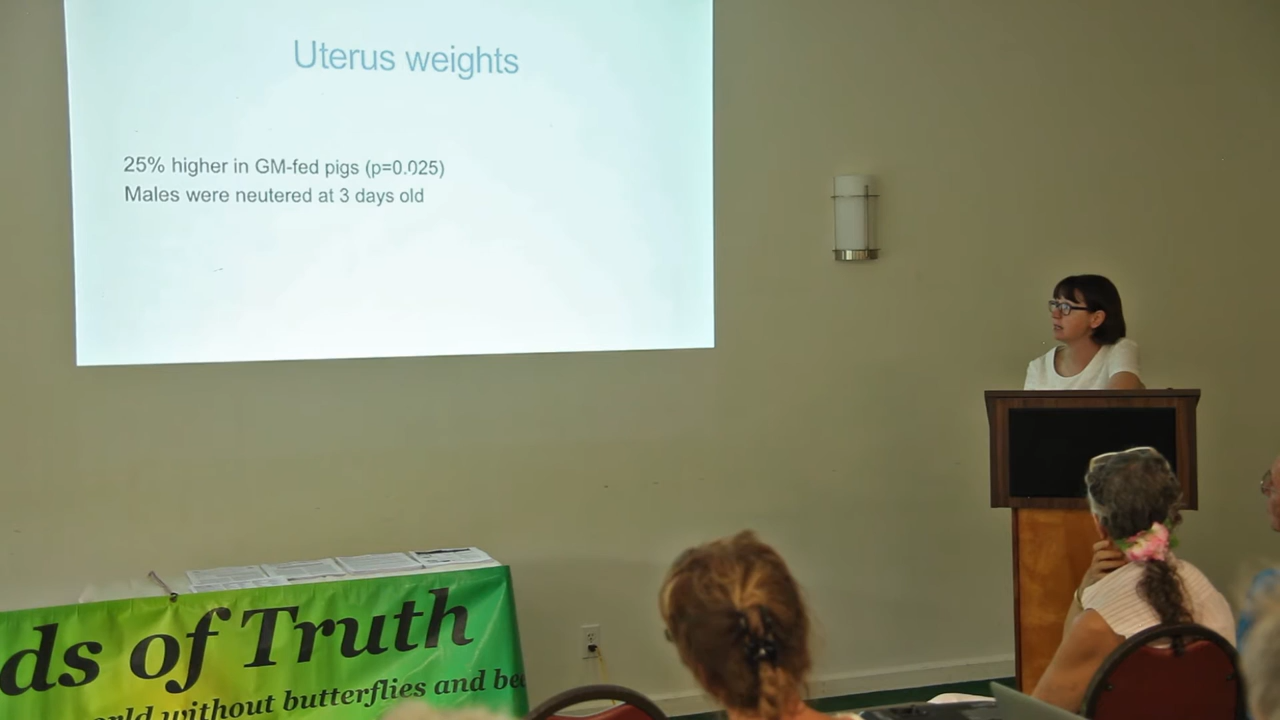 Uterus weights
25% higher in GM-fed pigs (p=0.025)
Males were neutered at 3 days old
ds of Truth
orld without butterflies and be